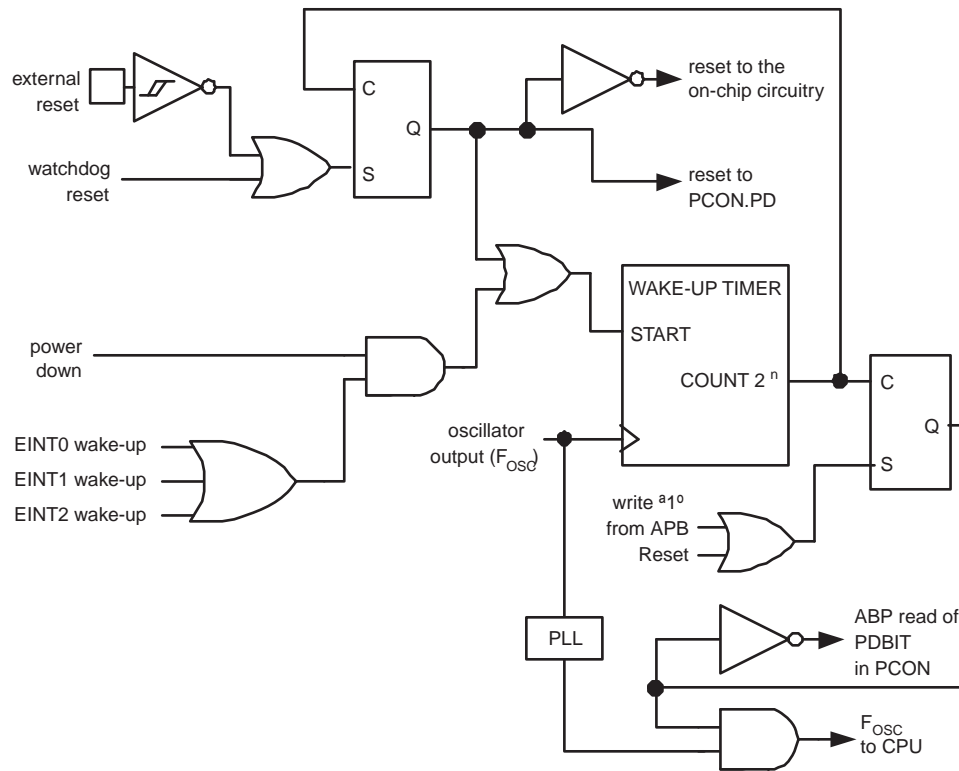 external
reset
watchdog
reset
C
Q
S
reset to the
on-chip circuitry
reset to
PCON.PD
WAKE-UP TIMER
START
COUNT 2 n
power
down
EINT0 wake-up
EINT1 wake-up
EINT2 wake-up
oscillator
output (FOSC)
C
Q
S
write ª1º
from APB
Reset
PLL
ABP read of
PDBIT
in PCON
FOSC
to CPU